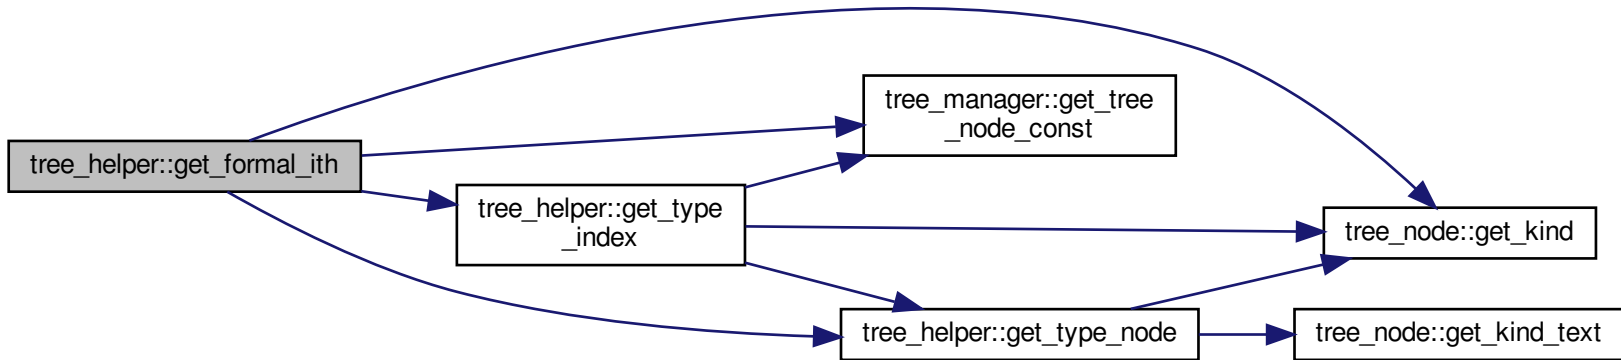 tree_helper::get_formal_ith
tree_manager::get_tree
_node_const
tree_helper::get_type
_index
tree_node::get_kind
tree_helper::get_type_node
tree_node::get_kind_text